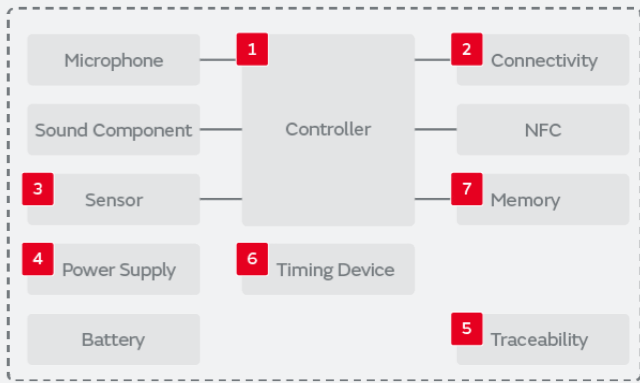 Microphone
1
Controller
2
Connectivity
Sound Component
NFC
3
Sensor
7
Memory
4
Power Supply
6
Timing Device
Battery
5
Traceability